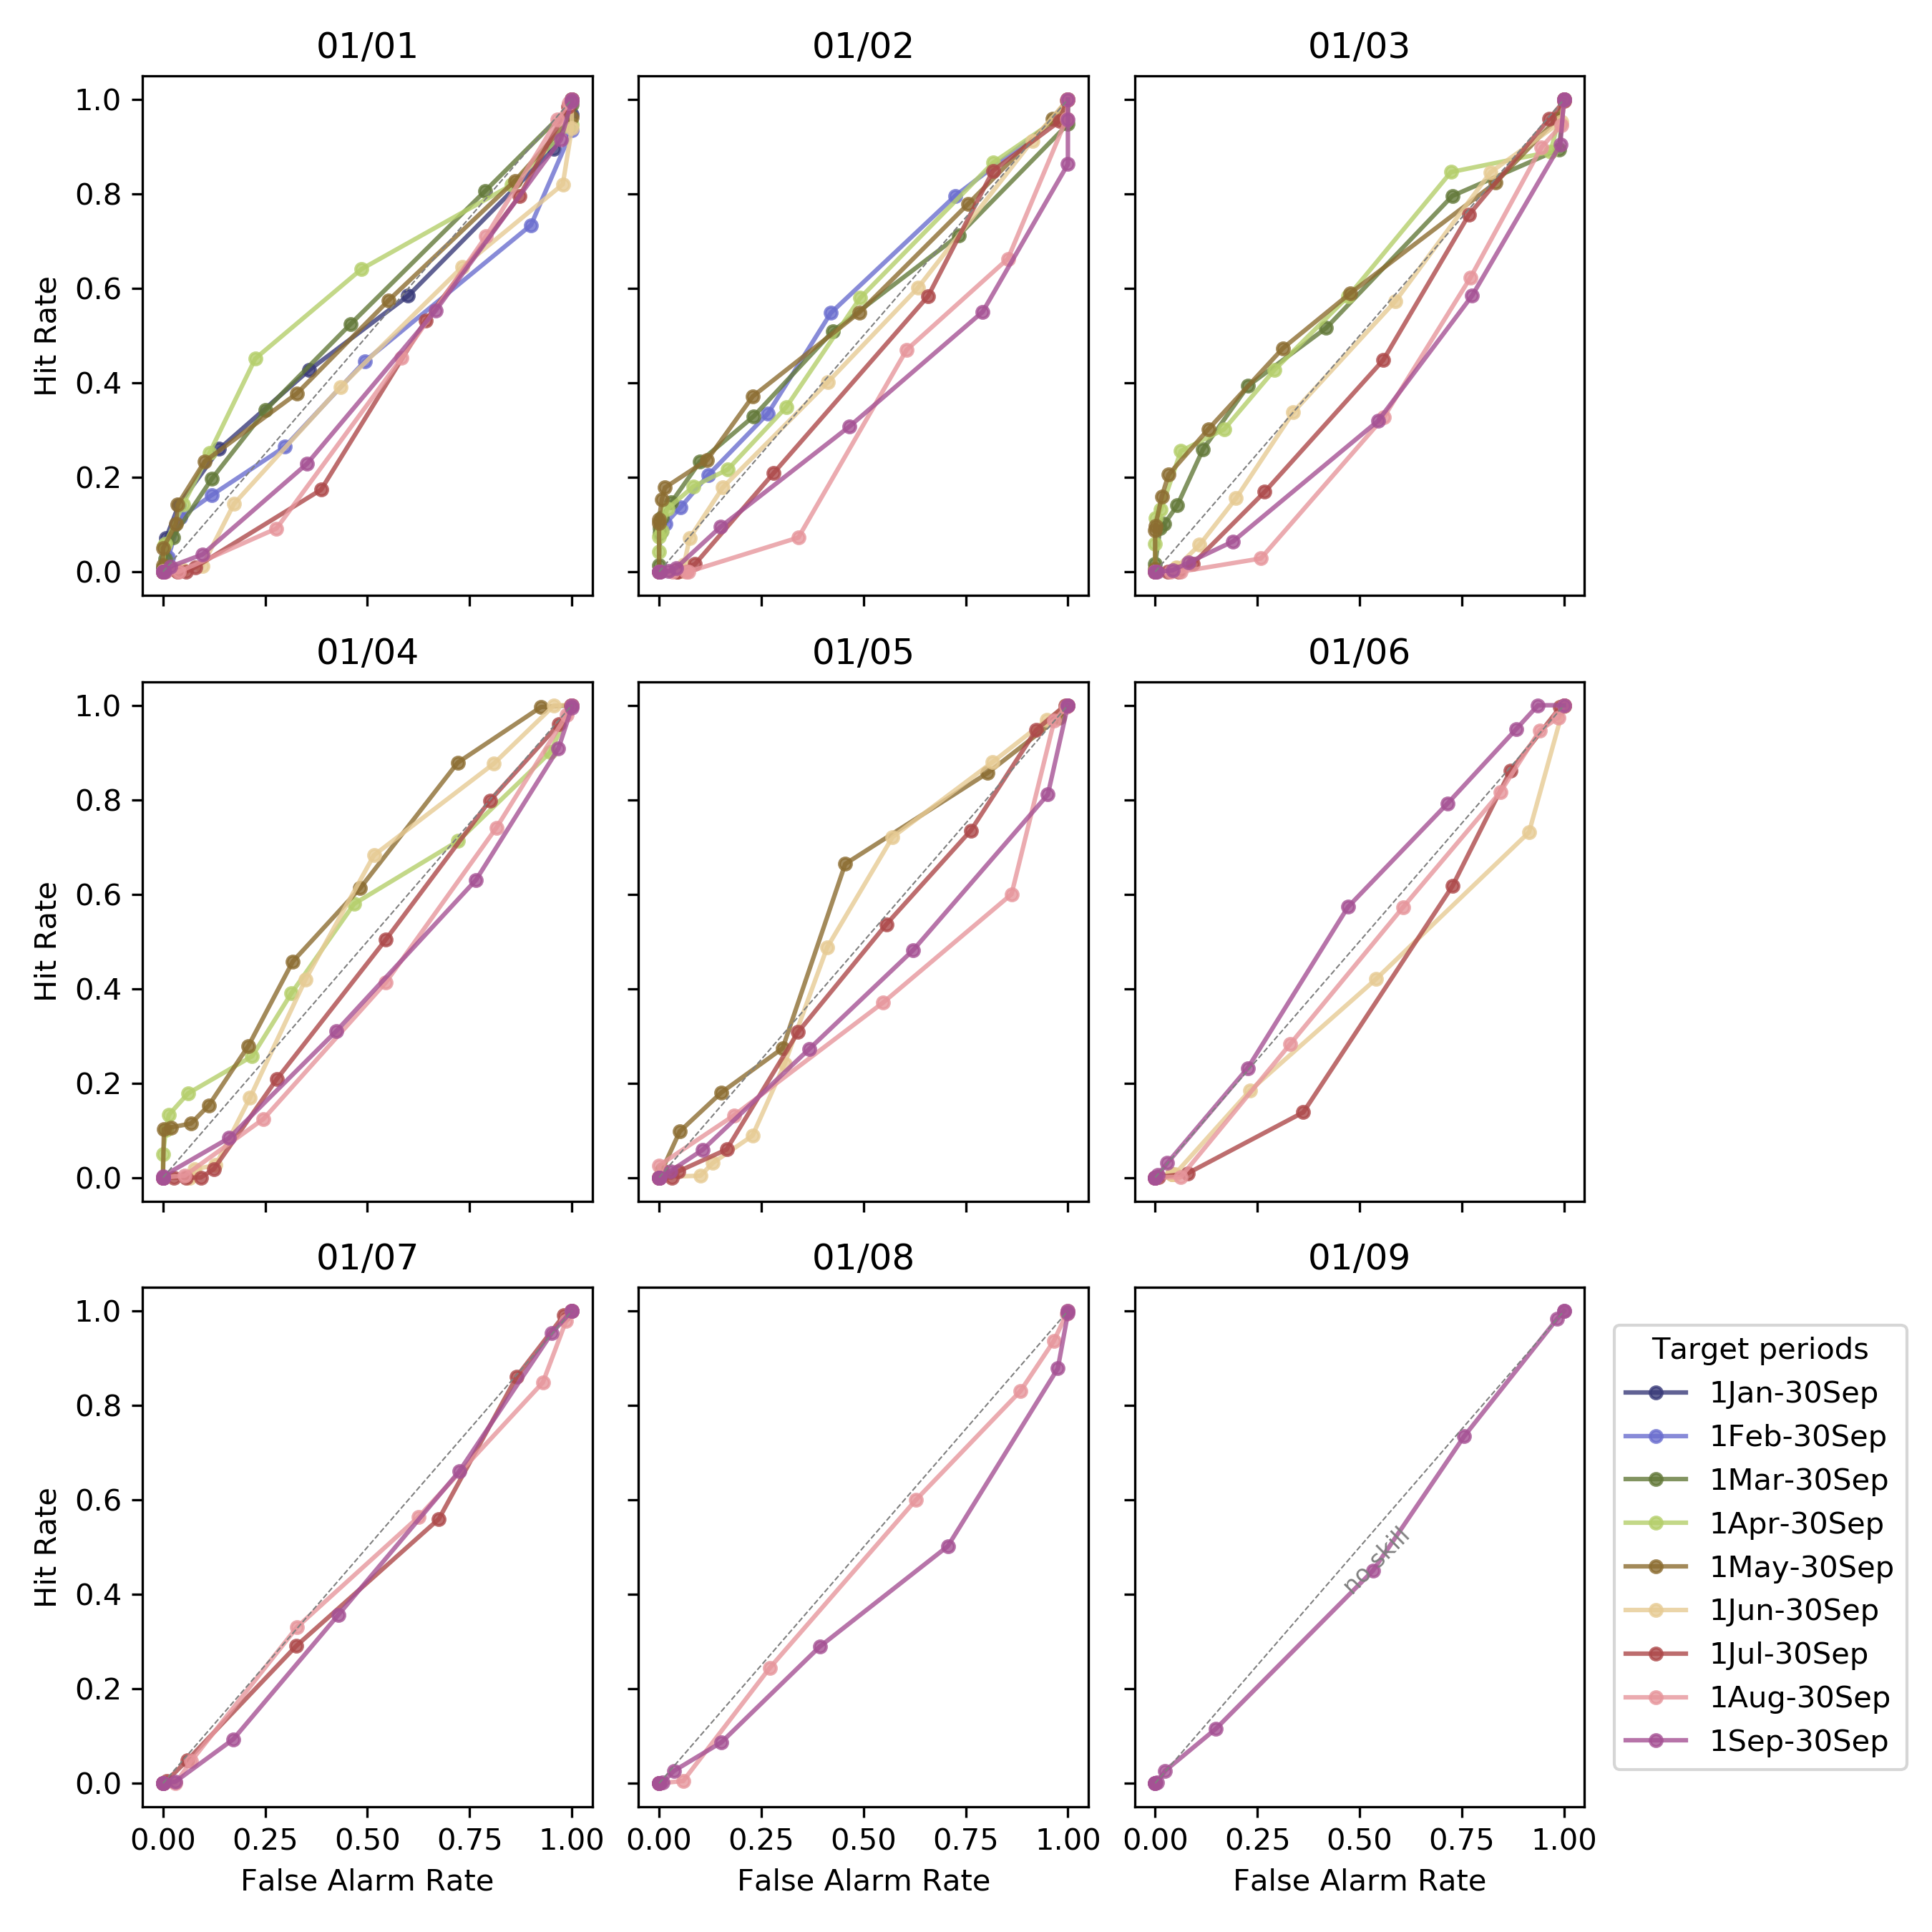 01/01
01/02
01/03
1.0
0.8
0.6
0.4
0.2
0.0
Hit Rate
01/04
01/05
01/06
1.0
0.8
0.6
0.4
0.2
0.0
Hit Rate
01/07
01/08
01/09
1.0
0.8
0.6
0.4
0.2
0.0
Hit Rate
no skill
0.00 0.25 0.50 0.75 1.00
0.00 0.25 0.50 0.75 1.00
0.00 0.25 0.50 0.75 1.00
False Alarm Rate
False Alarm Rate
False Alarm Rate
Target periods
1Jan-30Sep
1Feb-30Sep
1Mar-30Sep
1Apr-30Sep
1May-30Sep
1Jun-30Sep
1Jul-30Sep
1Aug-30Sep
1Sep-30Sep